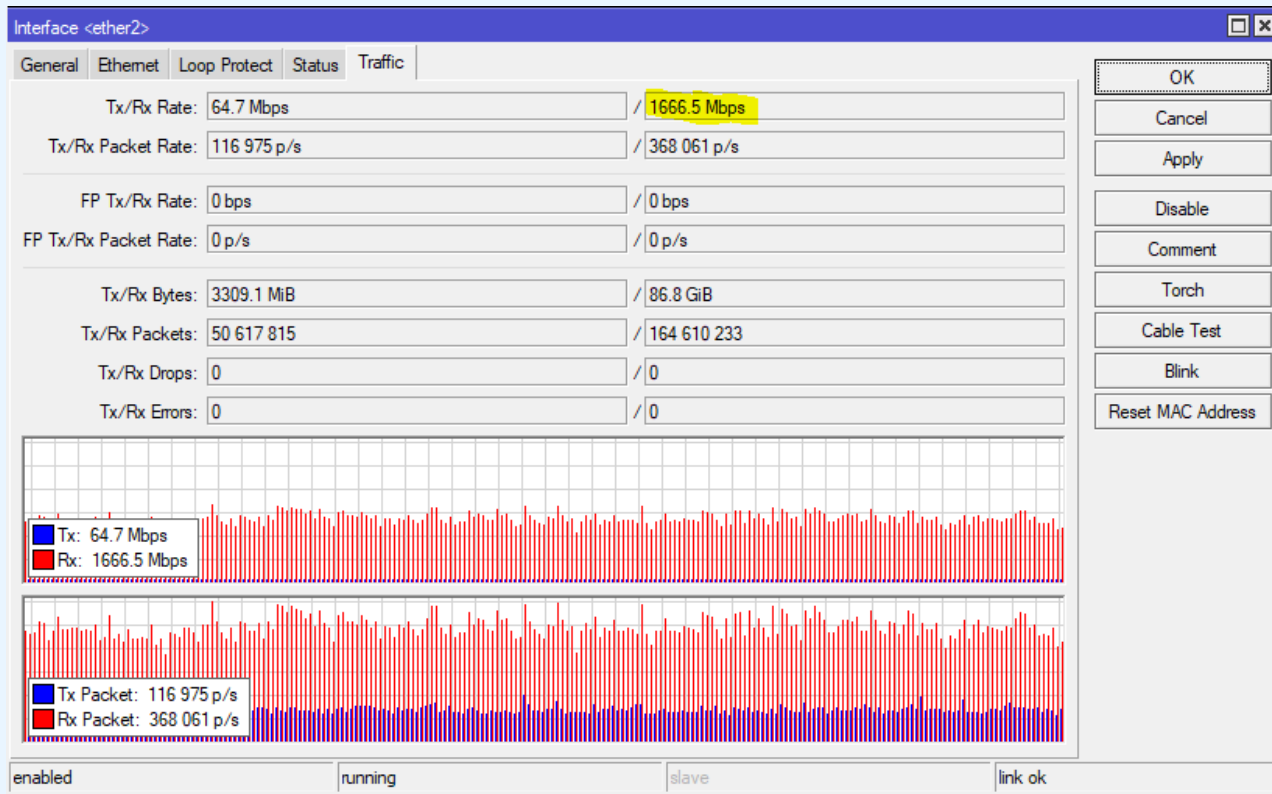 Interface <ether2>
General Ethernet Loop Protect Status Traffic
Tx/Rx Rate: 64.7 Mbps / 1666.5 Mbps
Tx/Rx Packet Rate: 116 975 p/s / 368 061 p/s
FP Tx/Rx Rate: 0 bps / 0 bps
FP Tx/Rx Packet Rate: 0 p/s / 0 p/s
Tx/Rx Bytes: 3309.1 MiB / 86.8 GiB
Tx/Rx Packets: 50 617 815 / 164 610 233
Tx/Rx Drops: 0 / 0
Tx/Rx Errors: 0 / 0
Tx: 64.7 Mbps
Rx: 1666.5 Mbps
Tx Packet: 116 975 p/s
Rx Packet: 368 061 p/s
OK
Cancel
Apply
Disable
Comment
Torch
Cable Test
Blink
Reset MAC Address
enabled running slave link ok